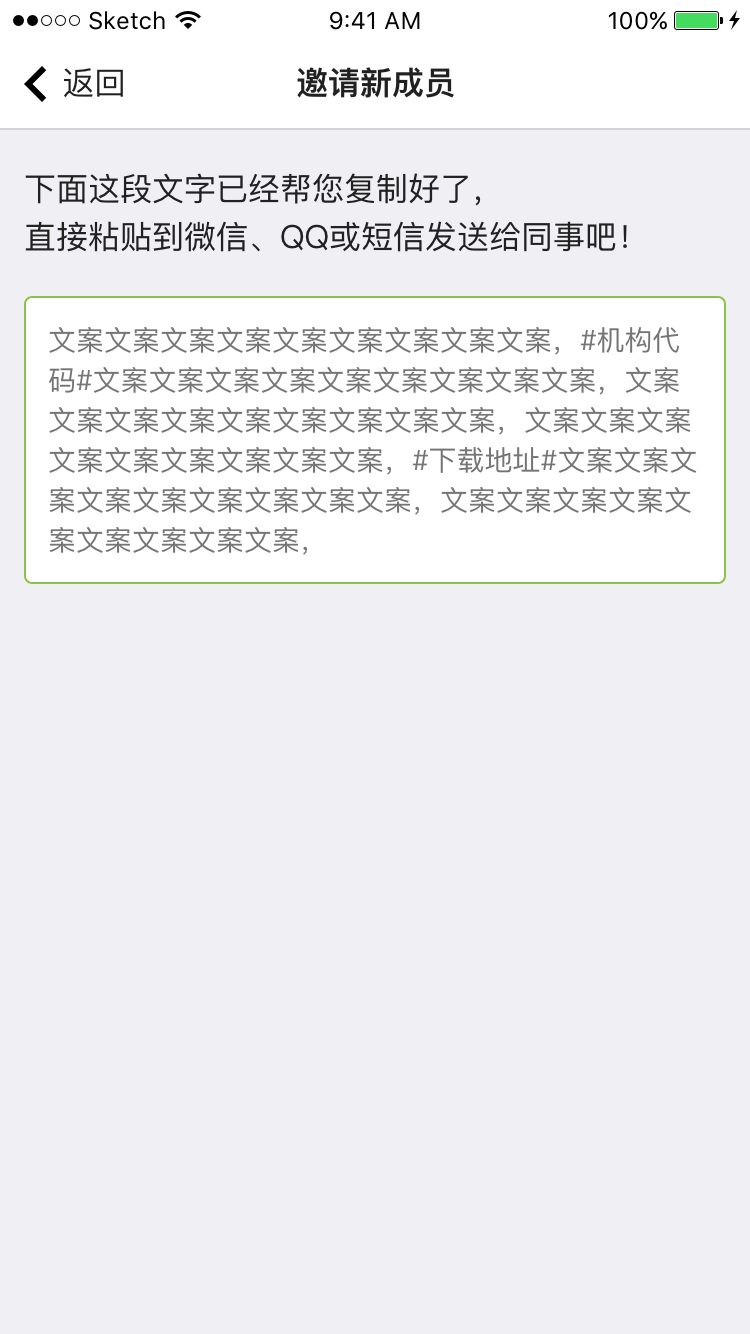 Sketch 9:41 AM 100%
返回 邀请新成员
下面这段文字已经帮您复制好了，
直接粘贴到微信、QQ或短信发送给同事吧！
文案文案文案文案文案文案文案文案文案，#机构代
码#文案文案文案文案文案文案文案文案文案，文案
文案文案文案文案文案文案文案文案，文案文案文案
文案文案文案文案文案文案，#下载地址#文案文案文
案文案文案文案文案文案文案，文案文案文案文案文
案文案文案文案文案，